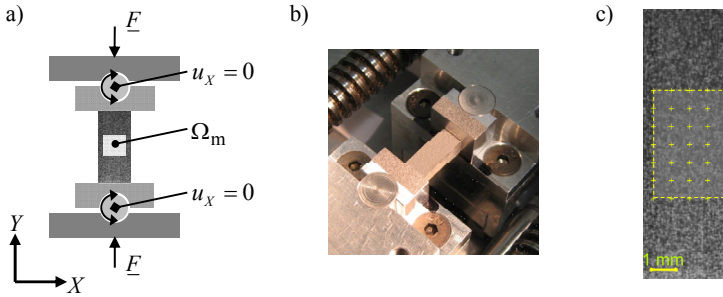 a)
F
u_X = 0
Ω_m
u_X = 0
Y
F
X
b)
c)
1 mm